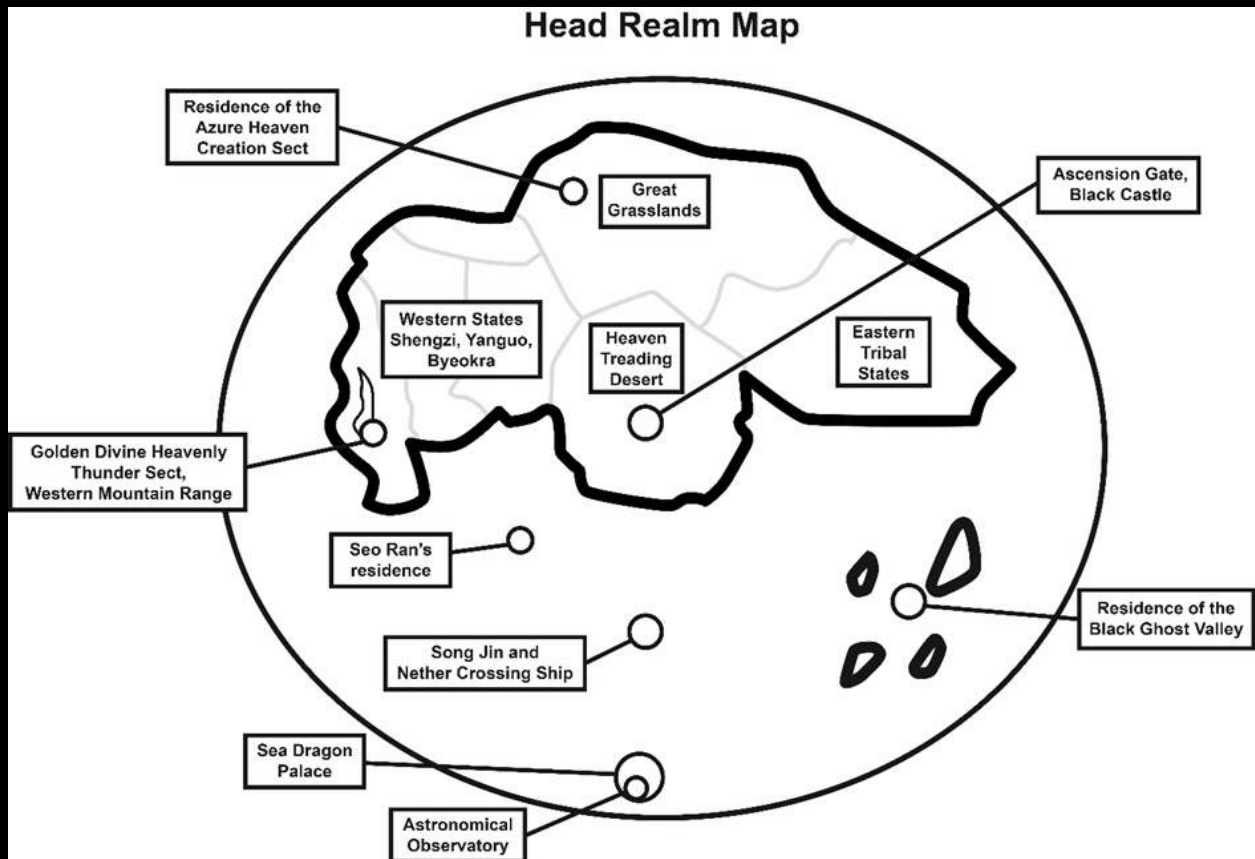 Head Realm Map
Residence of the
Azure Heaven
Creation Sect
Great
Grasslands
Ascension Gate,
Black Castle
Western States
Shengzi, Yanguo,
Byeokra
Heaven
Treading
Desert
Eastern
Tribal
States
Golden Divine Heavenly
Thunder Sect,
Western Mountain Range
Seo Ran's
residence
Residence of the
Black Ghost Valley
Song Jin and
Nether Crossing Ship
Sea Dragon
Palace
Astronomical
Observatory